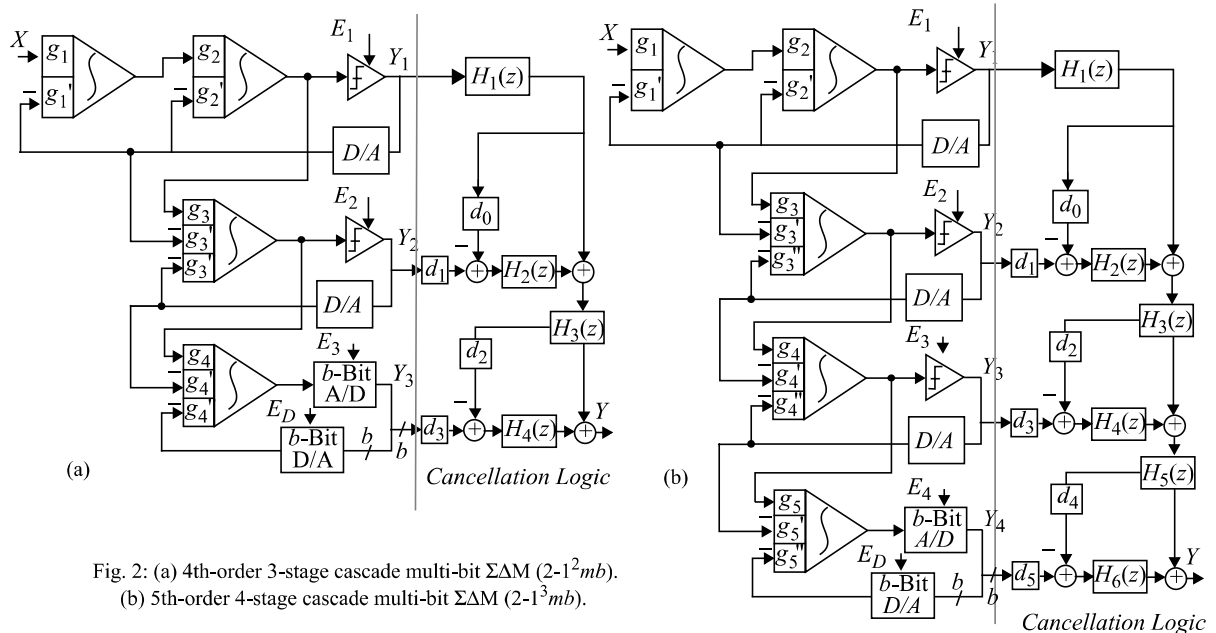 X
g1
g1'
g2
g2'
E1
Y1
H1(z)
D/A
g3
g3'
g3'
E2
Y2
d0
d1
H2(z)
D/A
H3(z)
d2
g4
g4'
g4'
E3
b-Bit
A/D
Y3
ED
b-Bit
D/A
b
b
d3
H4(z)
Y
(a)
Cancellation Logic
X
g1
g1'
g2
g2'
E1
Y1
H1(z)
D/A
g3
g3'
g3"
E2
Y2
d0
d1
H2(z)
D/A
H3(z)
d2
g4
g4'
g4"
E3
Y3
d3
H4(z)
D/A
H5(z)
d4
g5
g5'
g5"
E4
b-Bit
A/D
Y4
ED
b-Bit
D/A
b
b
d5
H6(z)
Y
(b)
Cancellation Logic
Fig. 2: (a) 4th-order 3-stage cascade multi-bit ΣΔM (2-1²mb).
(b) 5th-order 4-stage cascade multi-bit ΣΔM (2-1³mb).